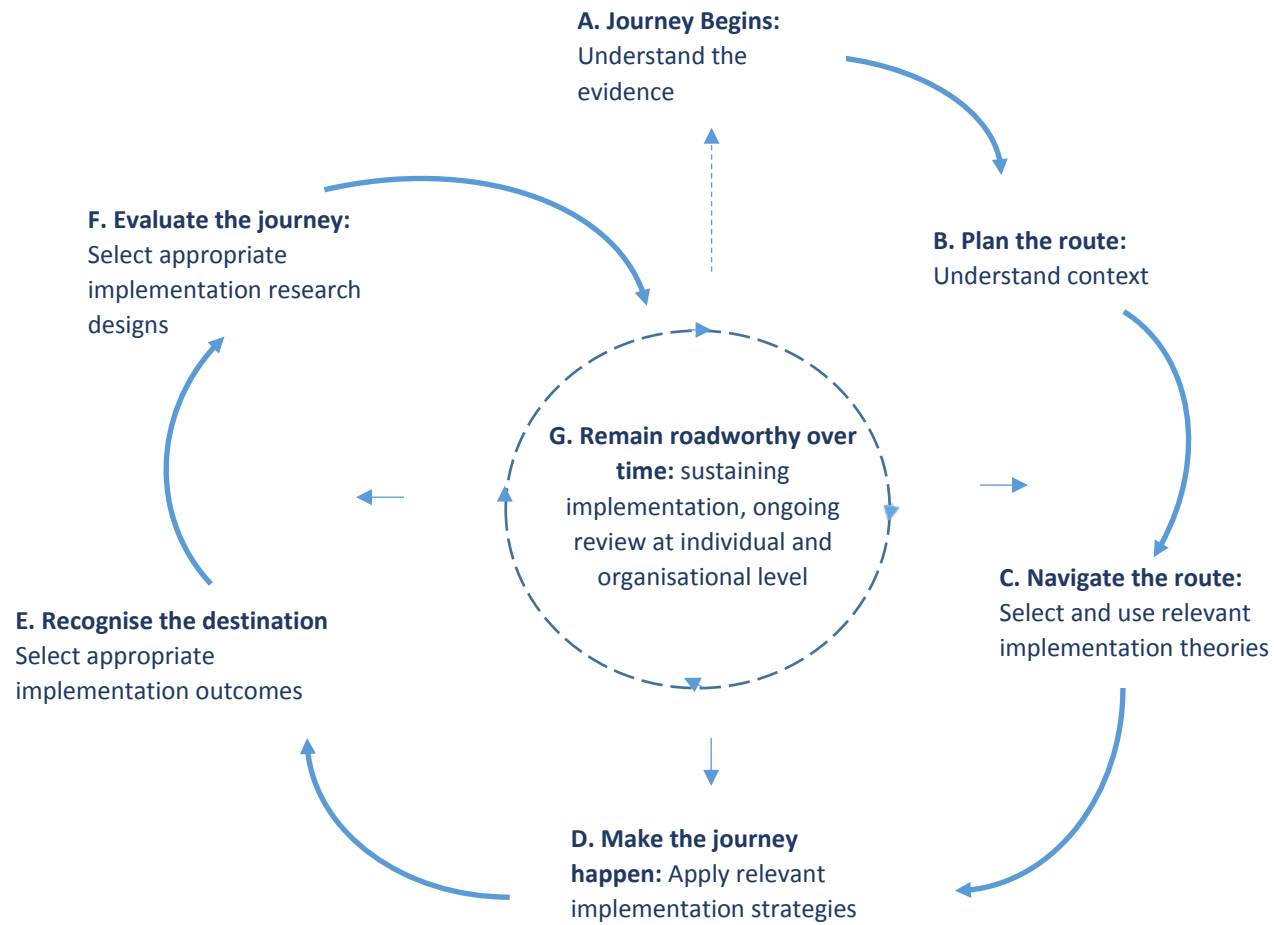 A. Journey Begins:
Understand the
evidence
B. Plan the route:
Understand context
C. Navigate the route:
Select and use relevant
implementation theories
D. Make the journey
happen: Apply relevant
implementation strategies
E. Recognise the destination
Select appropriate
implementation outcomes
F. Evaluate the journey:
Select appropriate
implementation research
designs
G. Remain roadworthy over
time: sustaining
implementation, ongoing
review at individual and
organisational level